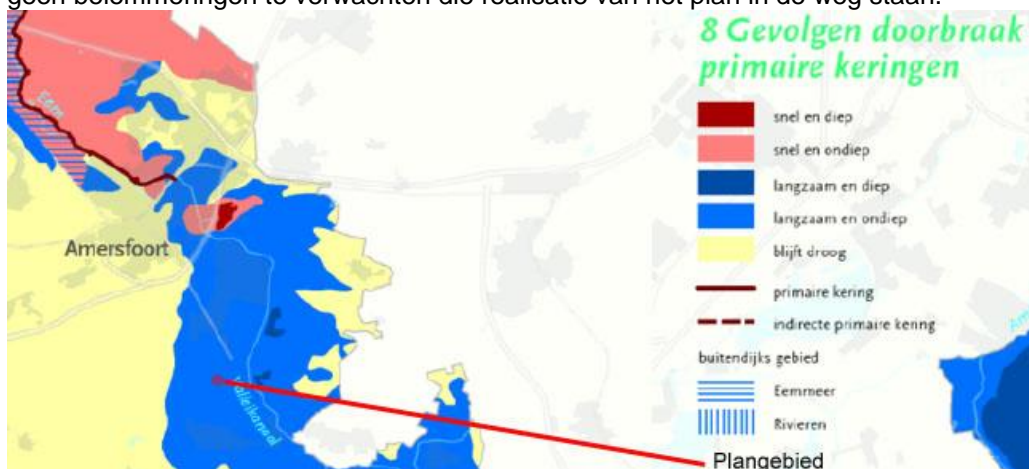 geen belemmeringen te verwachten die realisatie van het plan in de weg staan.
8 Gevolgen doorbraak
primaire keringen
snel en diep
snel en ondiep
langzaam en diep
langzaam en ondiep
blijft droog
primaire kering
indirecte primaire kering
buitendijks gebied
Eemmeer
Rivieren
Plangebied
Eem
Amersfoort
Valleikanaal